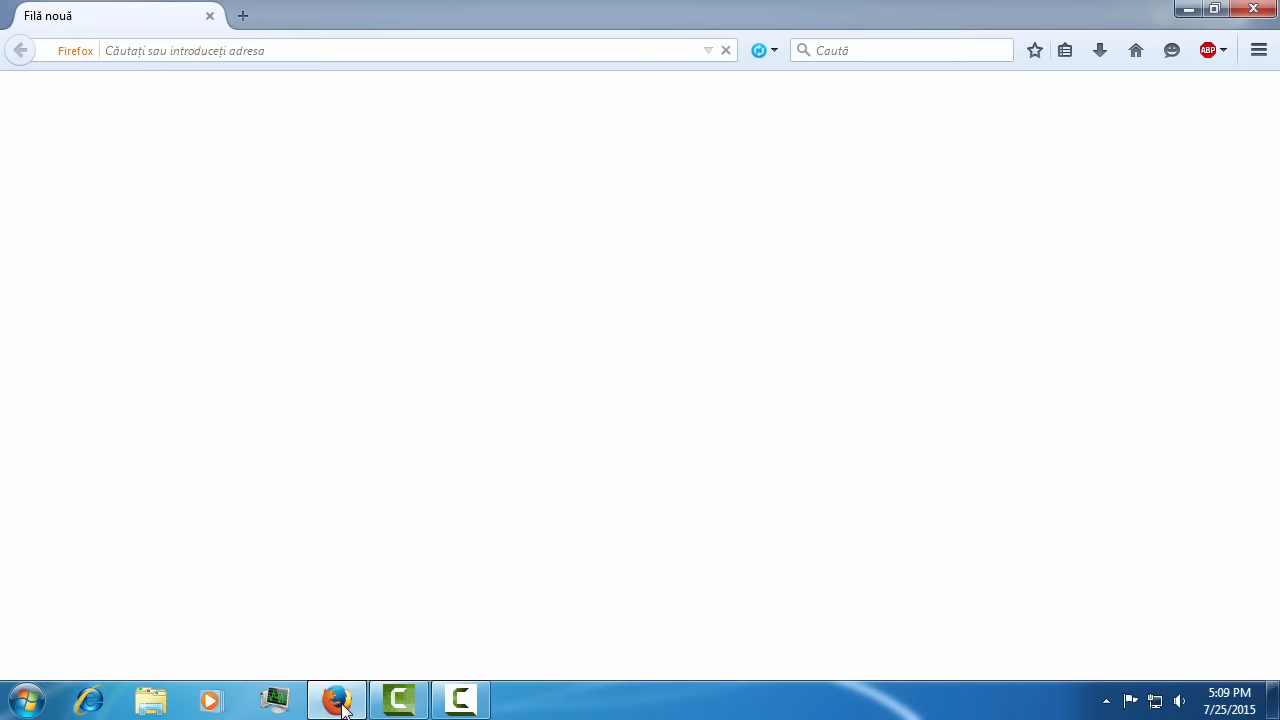 Filă nouă
Firefox
Căutați sau introduceți adresa
Caută
ABP
5:09 PM
7/25/2015